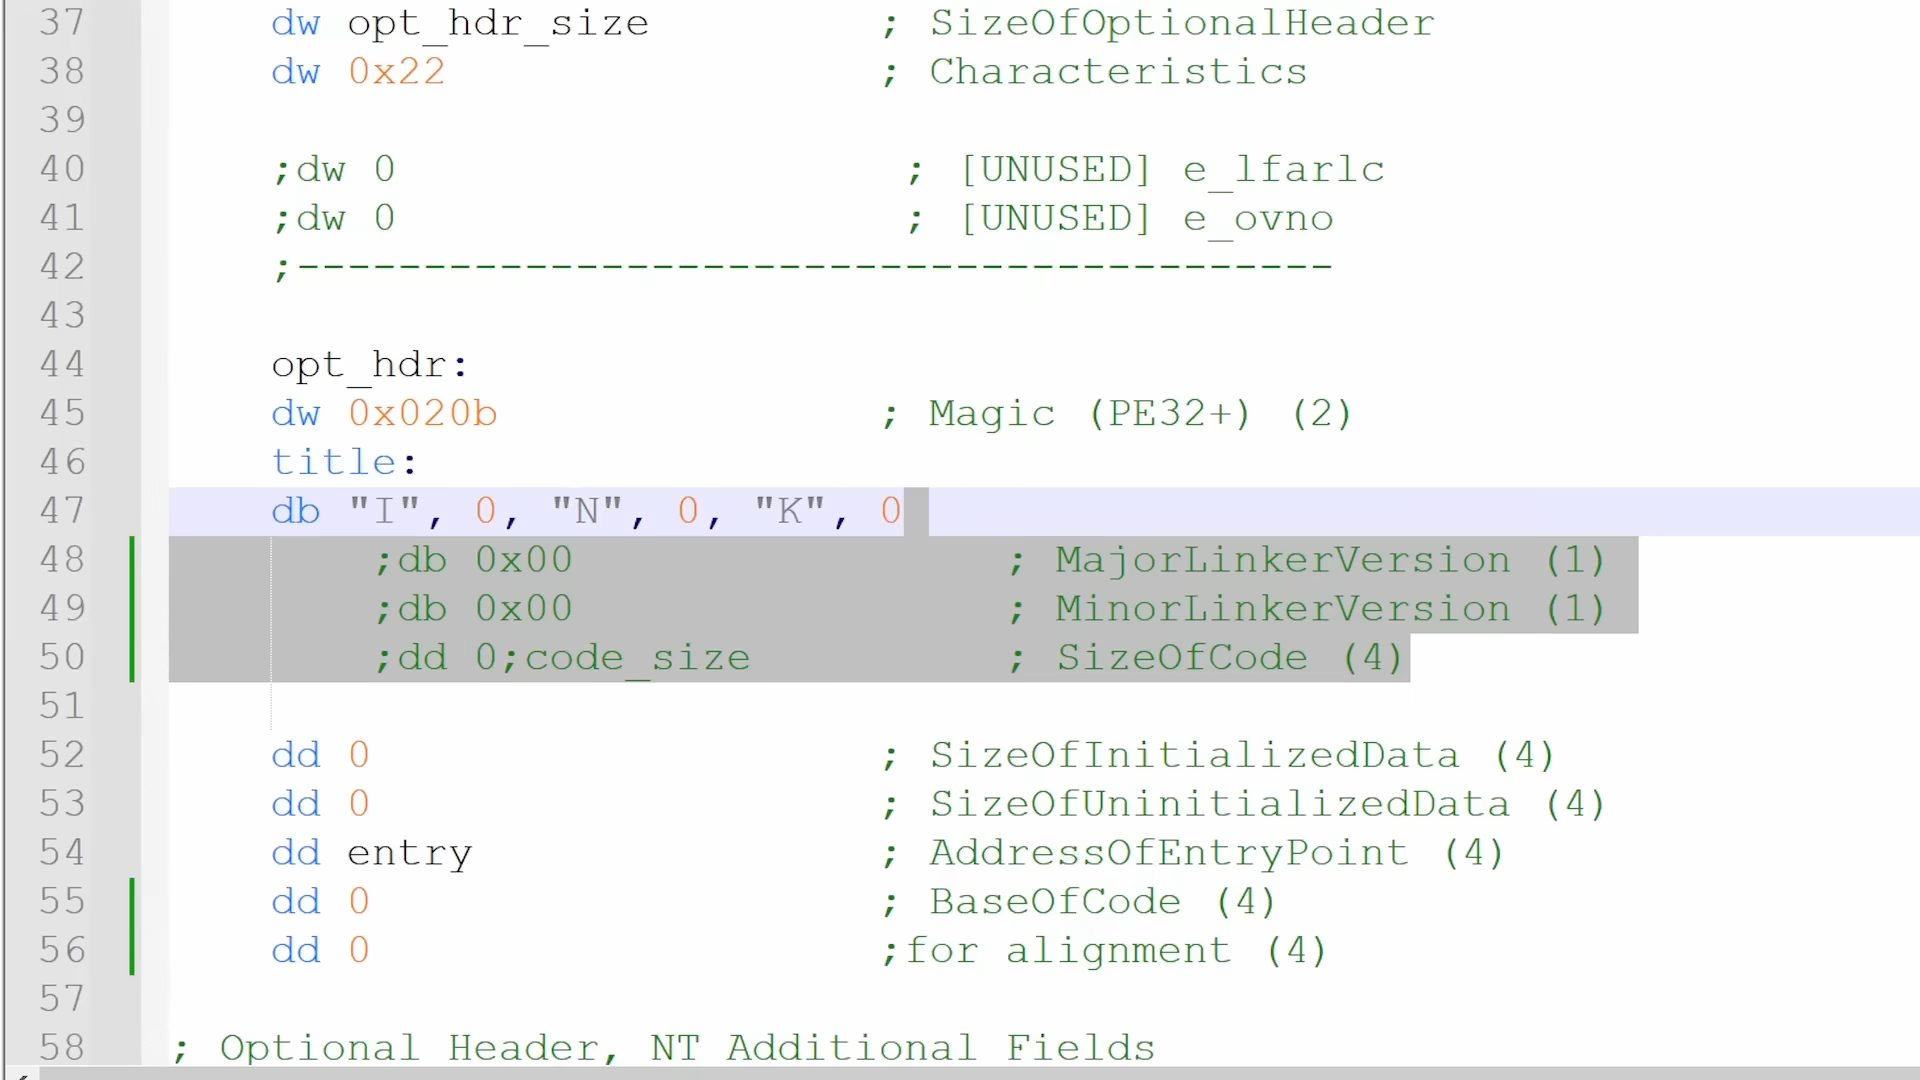 37 dw opt_hdr_size ; SizeOfOptionalHeader
38 dw 0x22 ; Characteristics
39
40 ;dw 0 ; [UNUSED] e_lfarlc
41 ;dw 0 ; [UNUSED] e_ovno
42 ;-----------------------------------------
43
44 opt_hdr:
45 dw 0x020b ; Magic (PE32+) (2)
46 title:
47 db "I", 0, "N", 0, "K", 0
48 ;db 0x00 ; MajorLinkerVersion (1)
49 ;db 0x00 ; MinorLinkerVersion (1)
50 ;dd 0;code_size ; SizeOfCode (4)
51
52 dd 0 ; SizeOfInitializedData (4)
53 dd 0 ; SizeOfUninitializedData (4)
54 dd entry ; AddressOfEntryPoint (4)
55 dd 0 ; BaseOfCode (4)
56 dd 0 ;for alignment (4)
57
58 ; Optional Header, NT Additional Fields